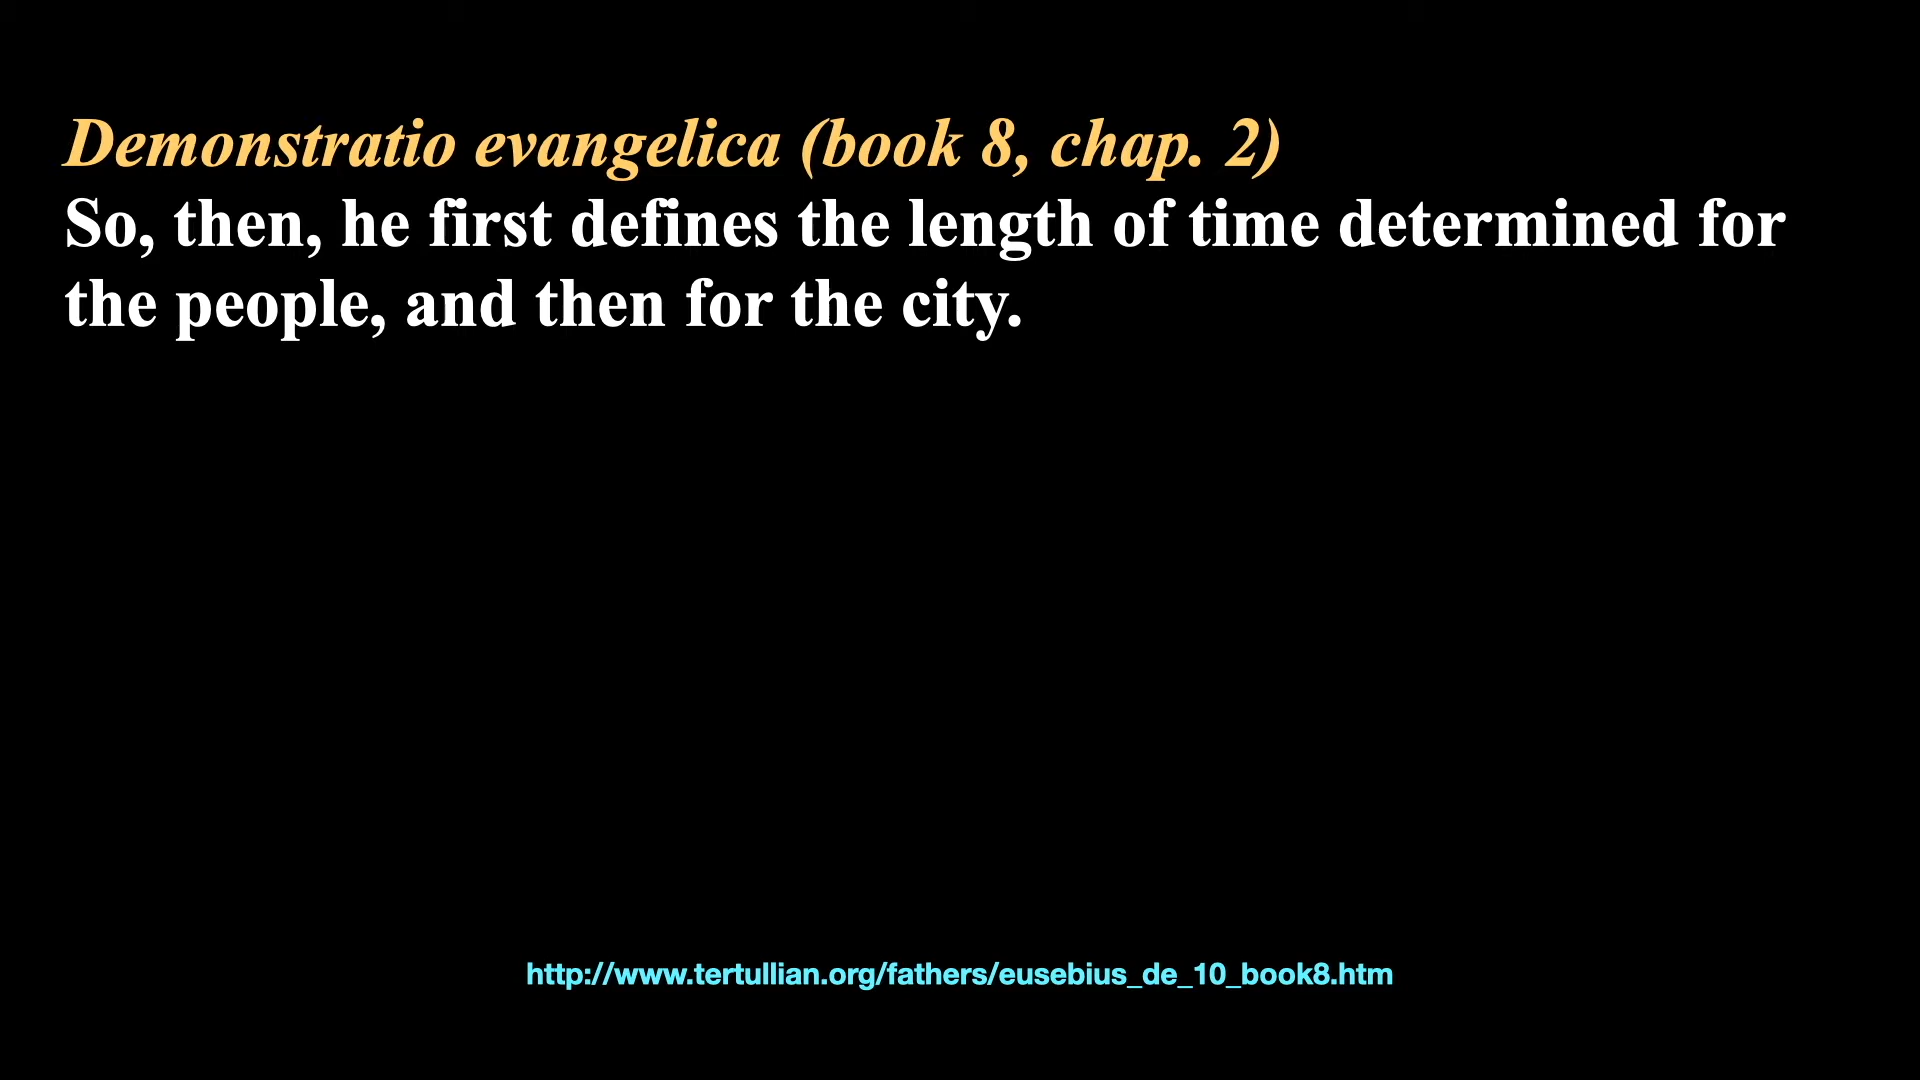 Demonstratio evangelica (book 8, chap. 2)
So, then, he first defines the length of time determined for
the people, and then for the city.
http://www.tertullian.org/fathers/eusebius_de_10_book8.htm